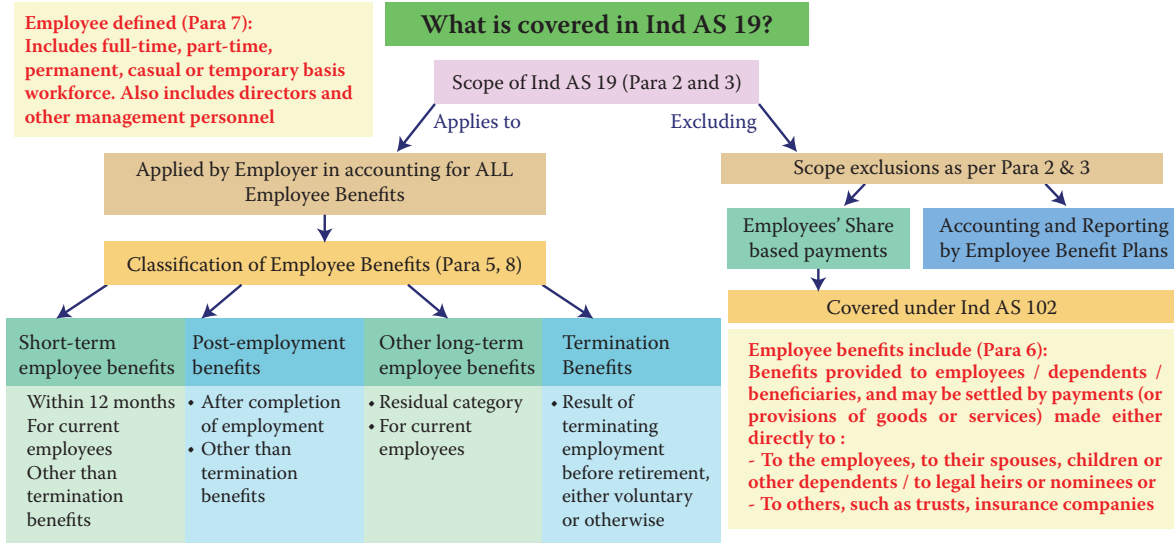 Employee defined (Para 7):
Includes full-time, part-time,
permanent, casual or temporary basis
workforce. Also includes directors and
other management personnel
What is covered in Ind AS 19?
Scope of Ind AS 19 (Para 2 and 3)
Applies to
Excluding
Applied by Employer in accounting for ALL
Employee Benefits
Classification of Employee Benefits (Para 5, 8)
Short-term
employee benefits
Within 12 months
For current
employees
Other than
termination
benefits
Post-employment
benefits
• After completion
of employment
• Other than
termination
benefits
Other long-term
employee benefits
• Residual category
• For current
employees
Termination
Benefits
• Result of
terminating
employment
before retirement,
either voluntary
or otherwise
Scope exclusions as per Para 2 & 3
Employees' Share
based payments
Accounting and Reporting
by Employee Benefit Plans
Covered under Ind AS 102
Employee benefits include (Para 6):
Benefits provided to employees / dependents /
beneficiaries, and may be settled by payments (or
provisions of goods or services) made either
directly to :
- To the employees, to their spouses, children or
other dependents / to legal heirs or nominees or
- To others, such as trusts, insurance companies